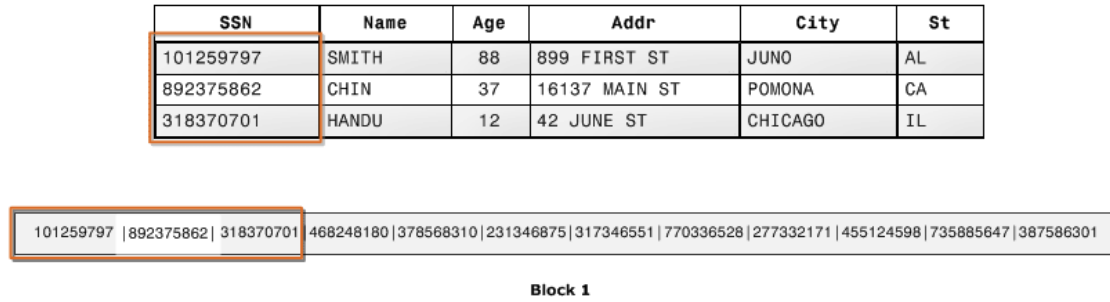 SSN Name Age Addr City St
101259797 SMITH 88 899 FIRST ST JUNO AL
892375862 CHIN 37 16137 MAIN ST POMONA CA
318370701 HANDU 12 42 JUNE ST CHICAGO IL
101259797 |892375862| 318370701|468248180|378568310|231346875|317346551|770336528|277332171|455124598|735885647|387586301
Block 1